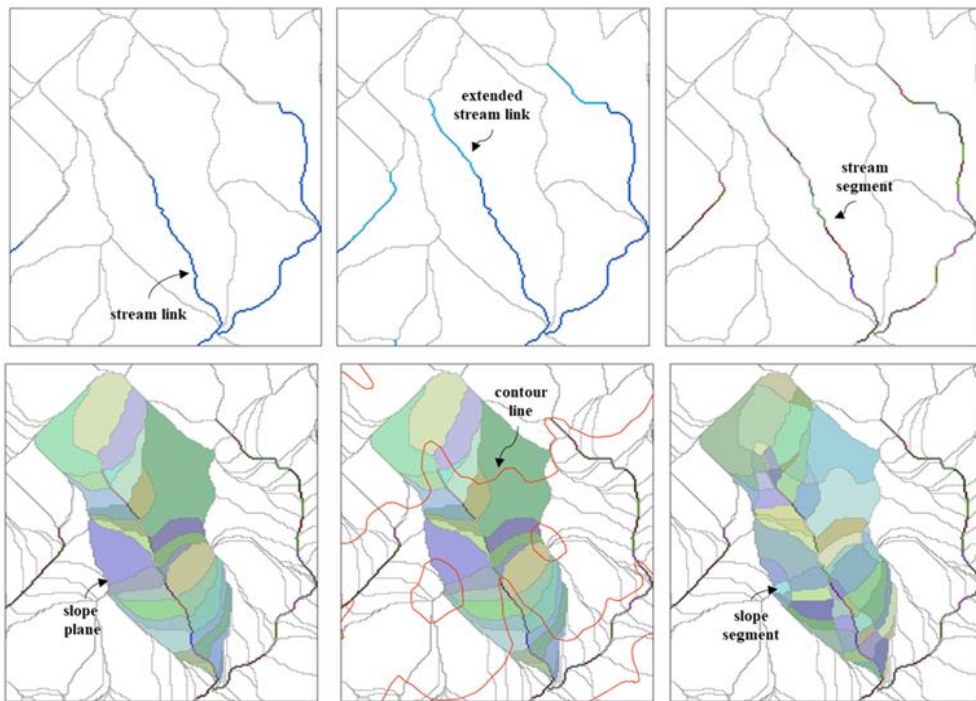 stream link
extended
stream link
stream
segment
slope
plane
contour
line
slope
segment